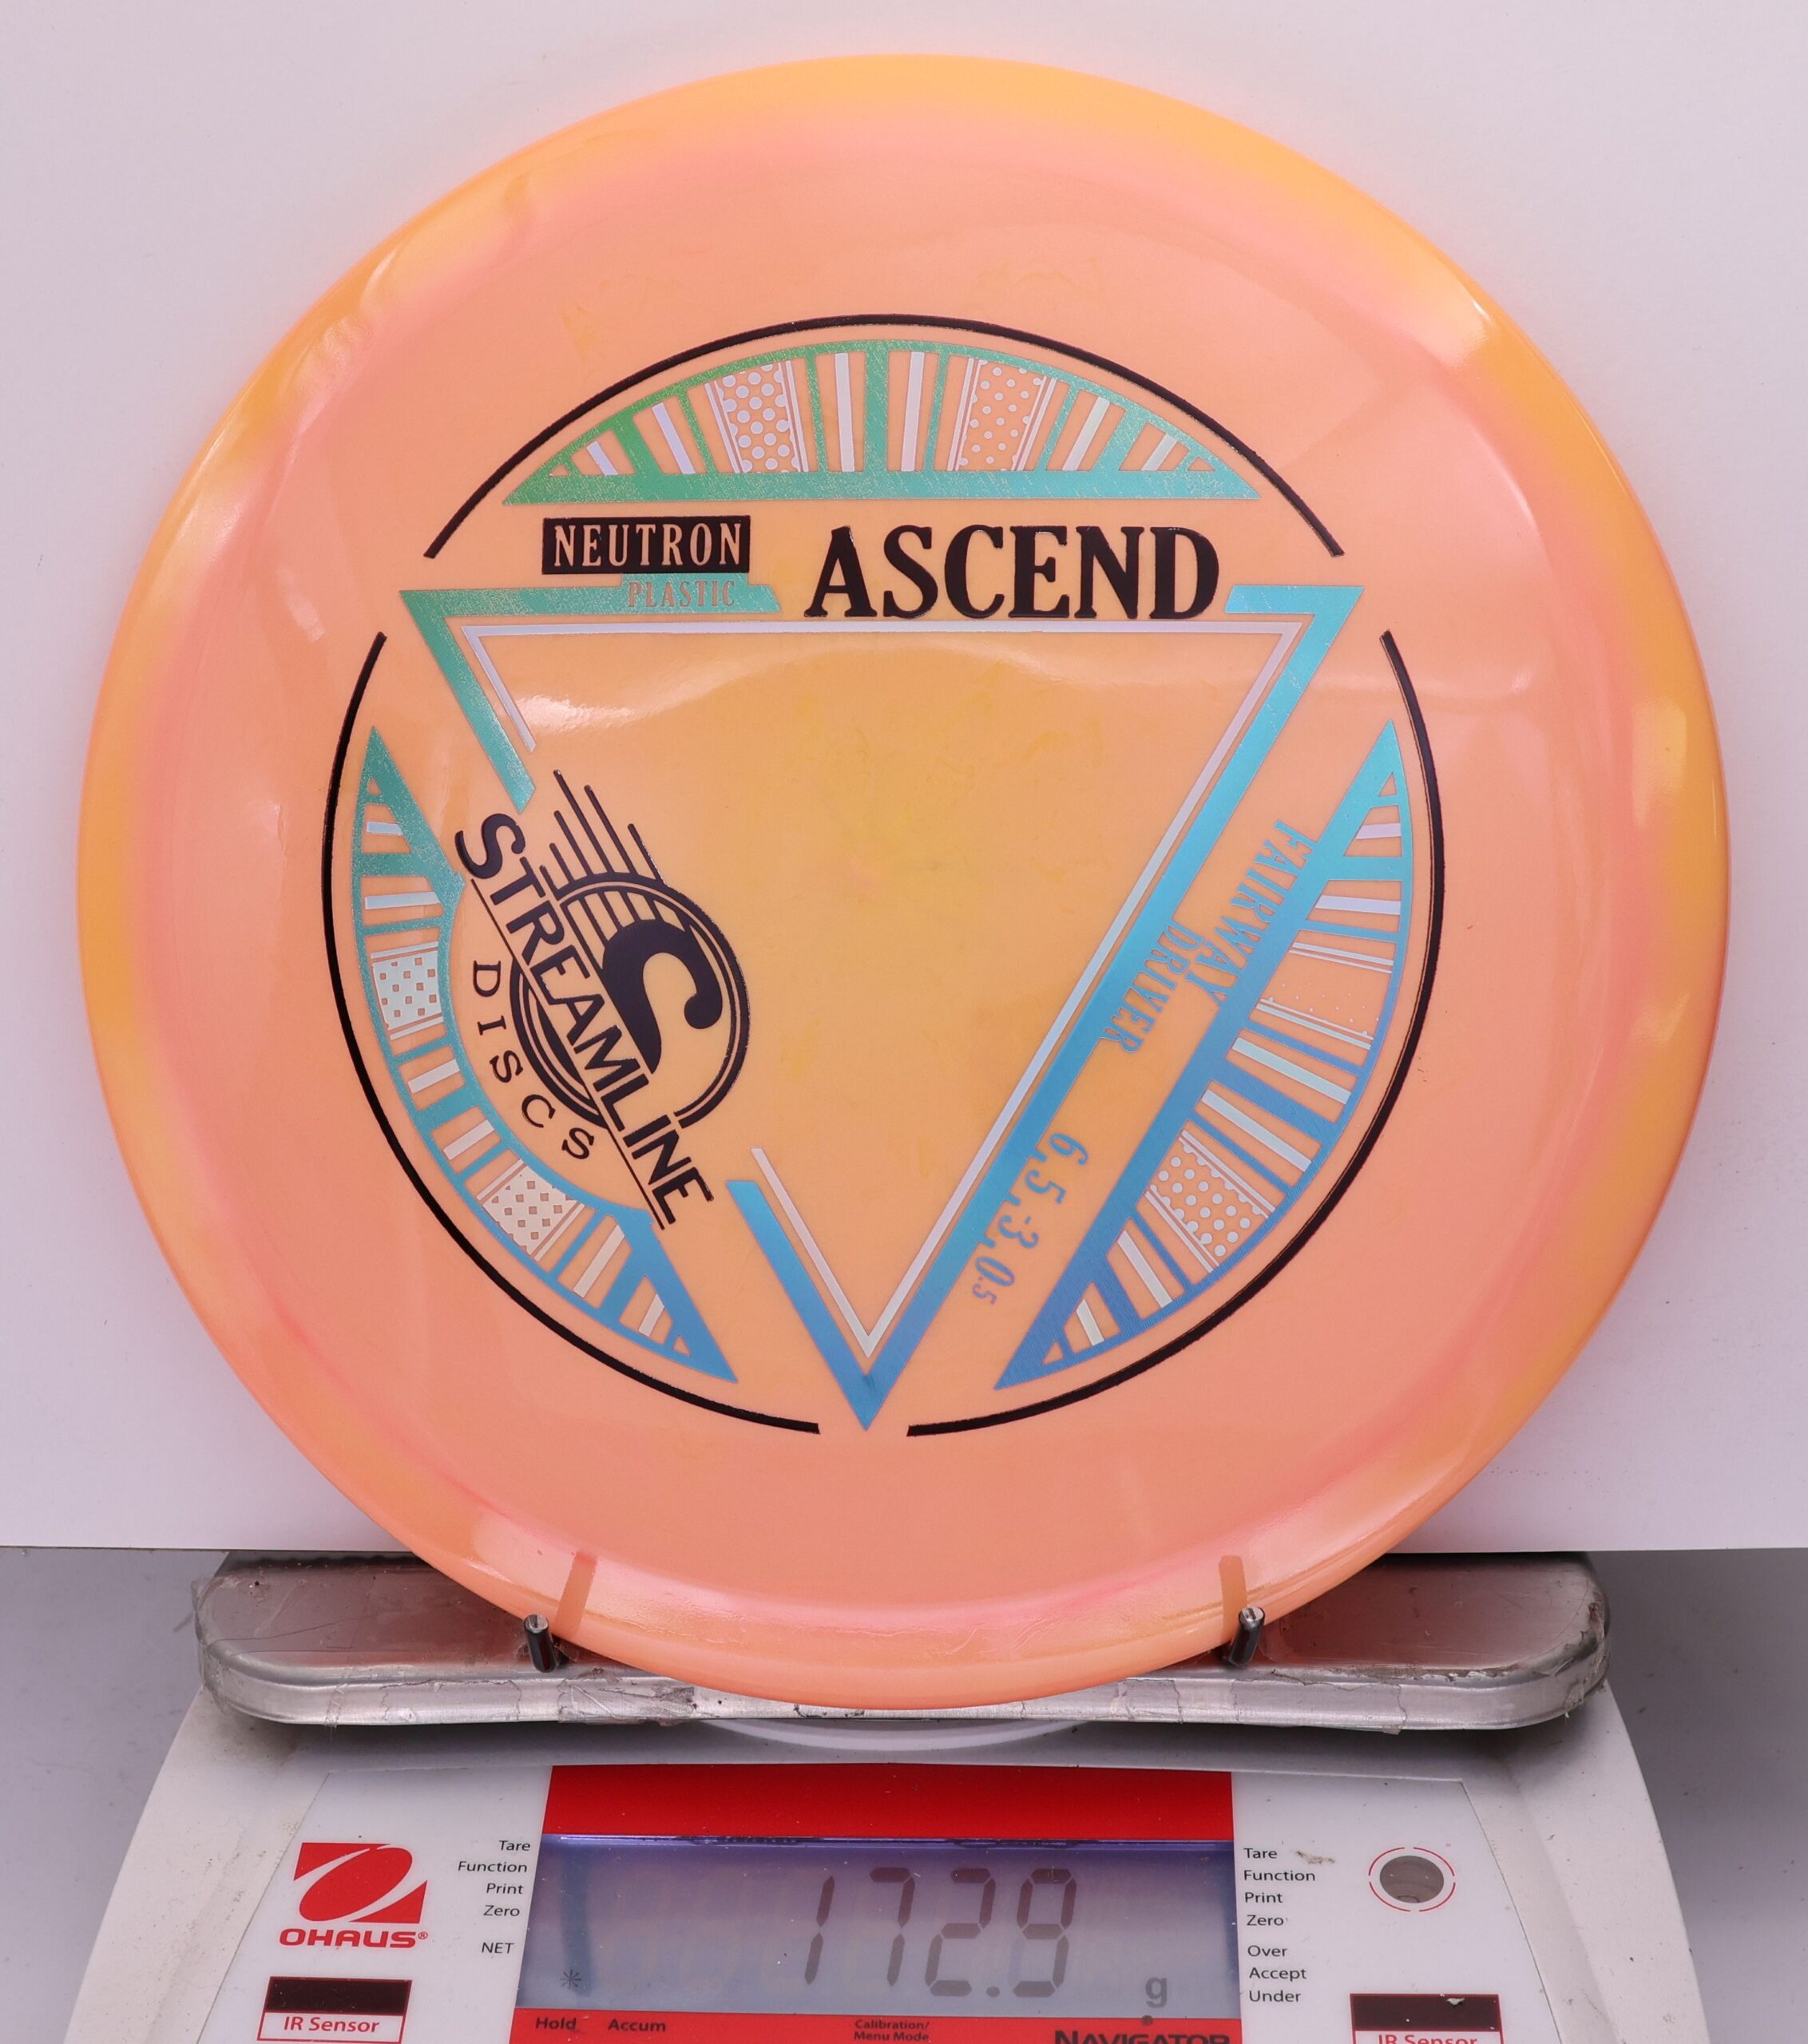 NEUTRON
PLASTIC
ASCEND
STREAMLINE
DISCS
S
FAIRWAY
DRIVER
6,5,-3,0.5
Tare
Function
Print
Zero
NET
OHAUS®
IR Sensor
172.9 g
*
Tare
Function
Print
Zero
Over
Accept
Under
IR Sensor
Hold
Accum
Calibration/
Menu Mode
NAVIGATOR